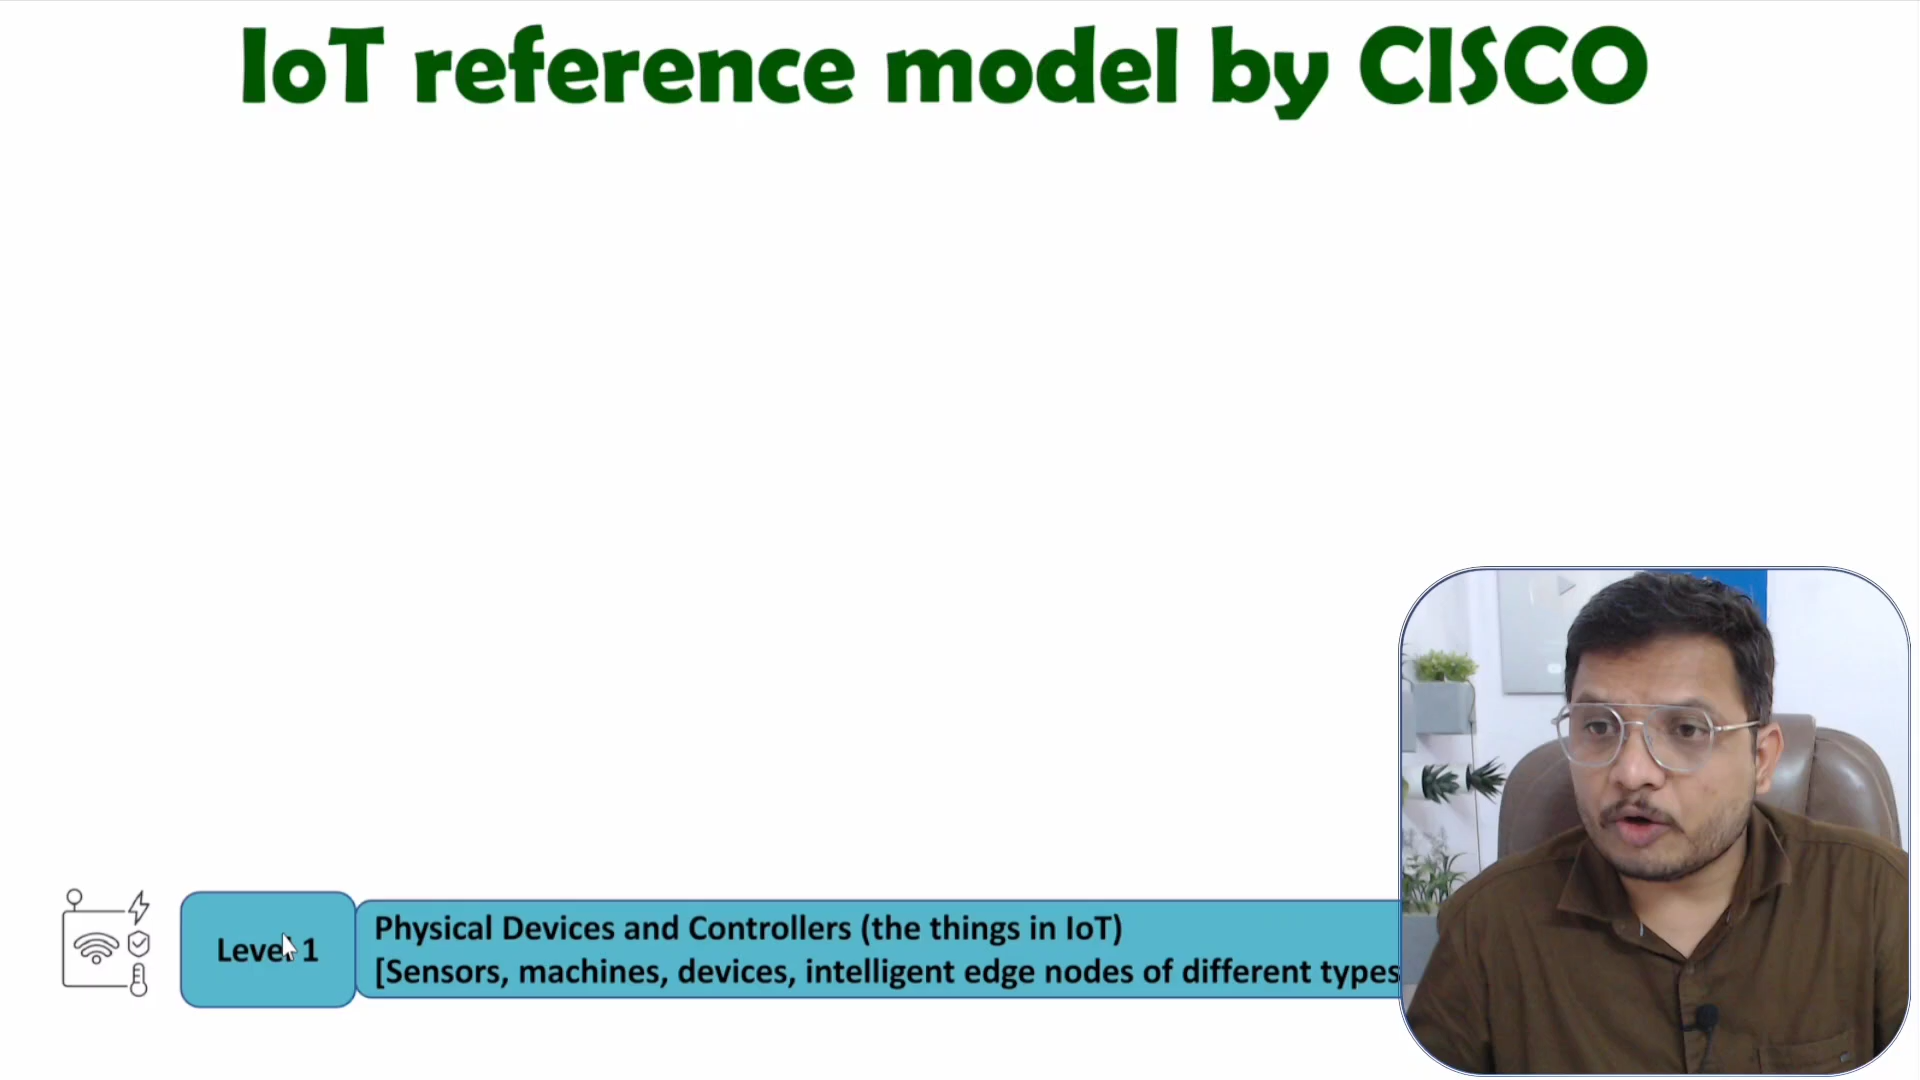 IoT reference model by CISCO
Level 1
Physical Devices and Controllers (the things in IoT)
[Sensors, machines, devices, intelligent edge nodes of different types